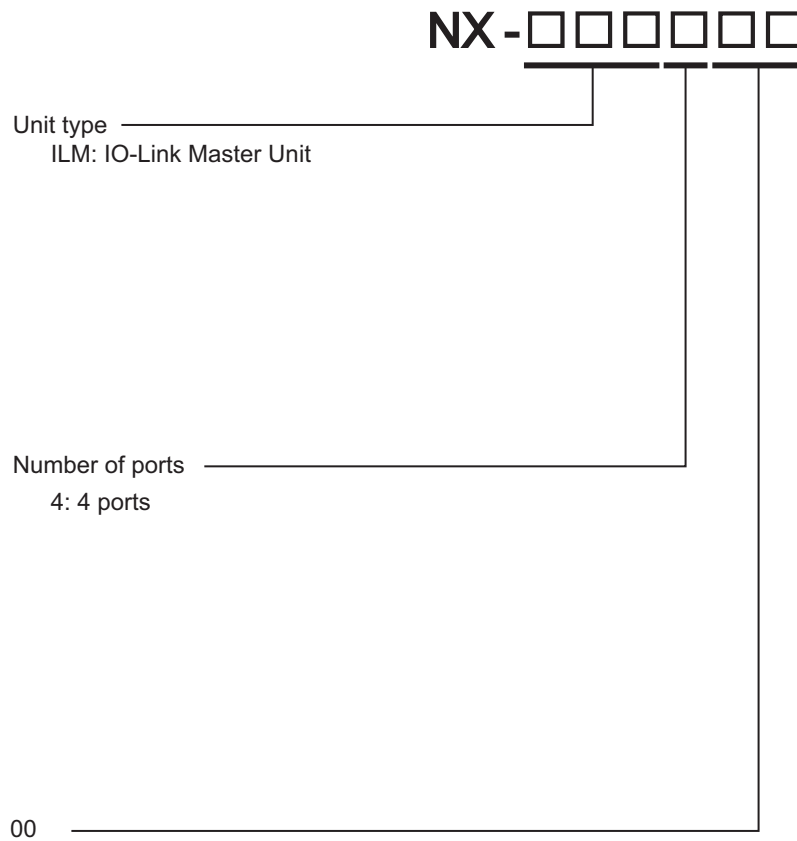 NX-□□□□□□
Unit type
ILM: IO-Link Master Unit
Number of ports
4: 4 ports
00